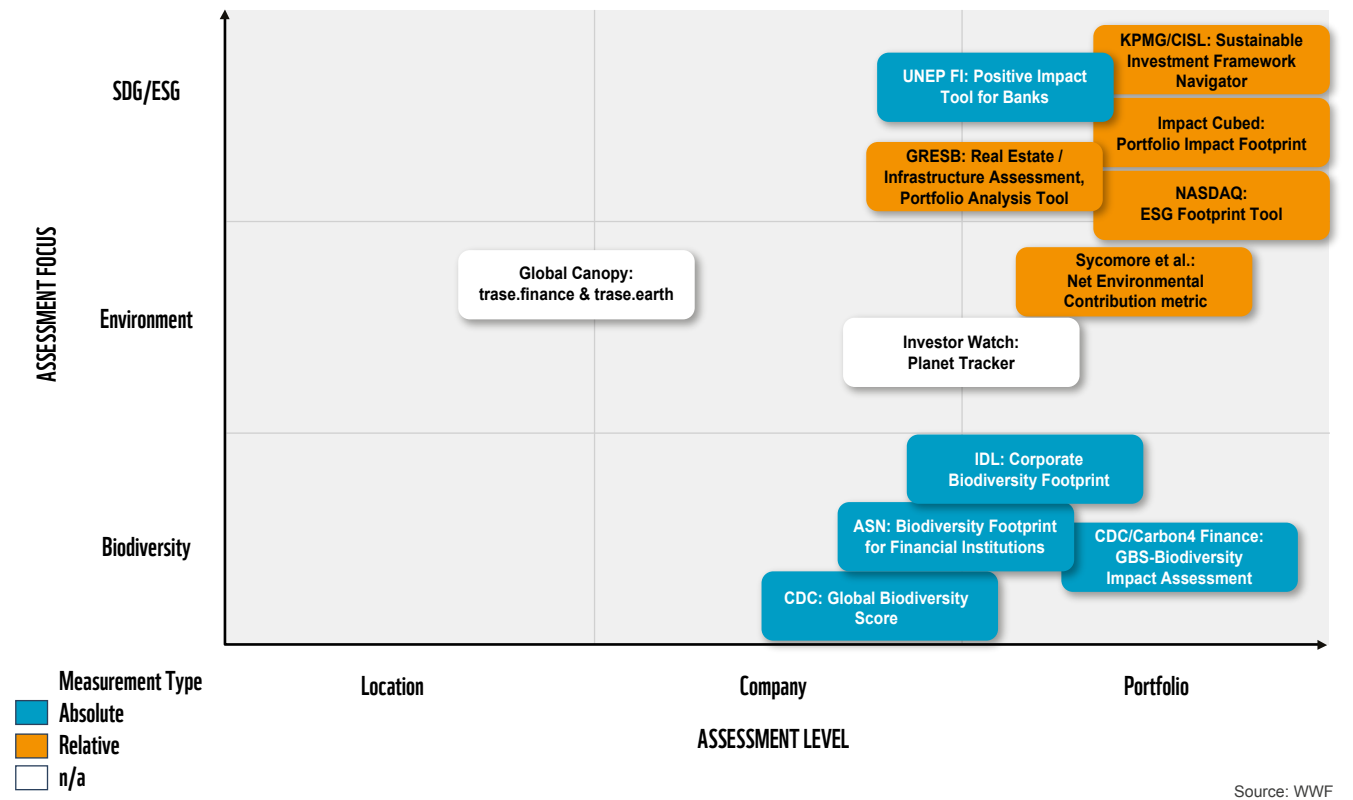 ASSESSMENT FOCUS
SDG/ESG
Environment
Biodiversity
KPMG/CISL: Sustainable
Investment Framework
Navigator
UNEP FI: Positive Impact
Tool for Banks
Impact Cubed:
Portfolio Impact Footprint
GRESB: Real Estate /
Infrastructure Assessment,
Portfolio Analysis Tool
NASDAQ:
ESG Footprint Tool
Global Canopy:
trase.finance & trase.earth
Sycomore et al.:
Net Environmental
Contribution metric
Investor Watch:
Planet Tracker
IDL: Corporate
Biodiversity Footprint
ASN: Biodiversity Footprint
for Financial Institutions
CDC/Carbon4 Finance:
GBS-Biodiversity
Impact Assessment
CDC: Global Biodiversity
Score
Location
Company
Portfolio
ASSESSMENT LEVEL
Measurement Type
Absolute
Relative
n/a
Source: WWF